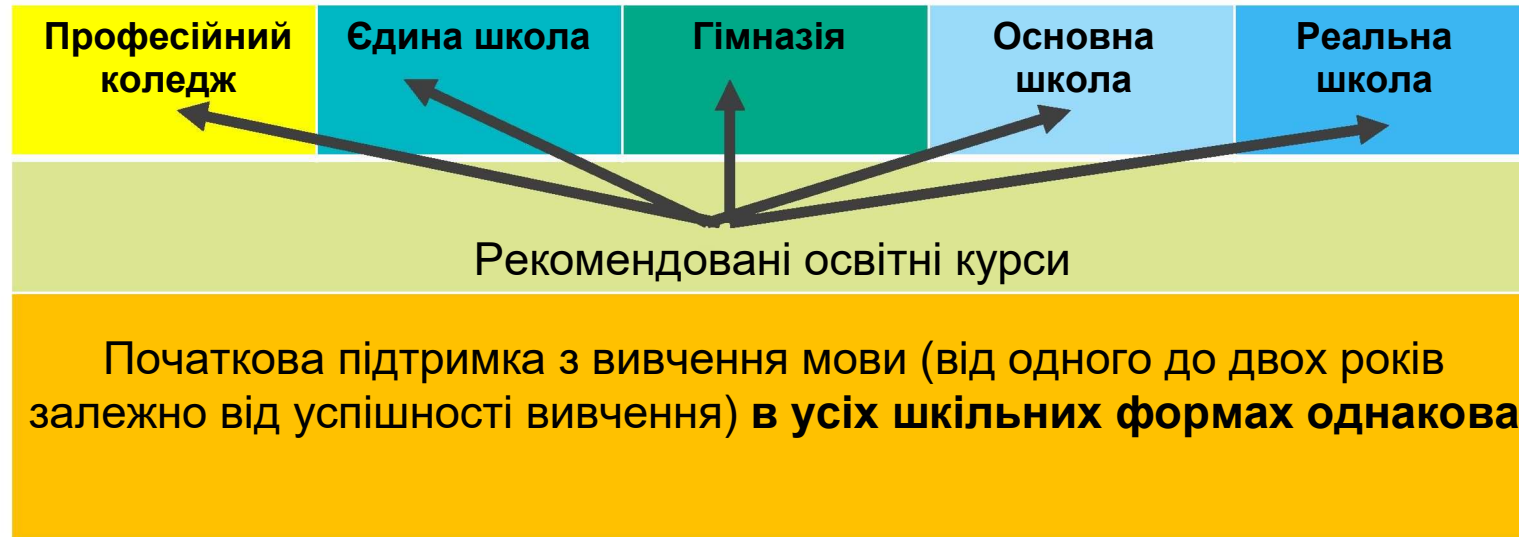 Професійний
коледж
Єдина школа
Гімназія
Основна
школа
Реальна
школа
Рекомендовані освітні курси
Початкова підтримка з вивчення мови (від одного до двох років
залежно від успішності вивчення) в усіх шкільних формах однакова